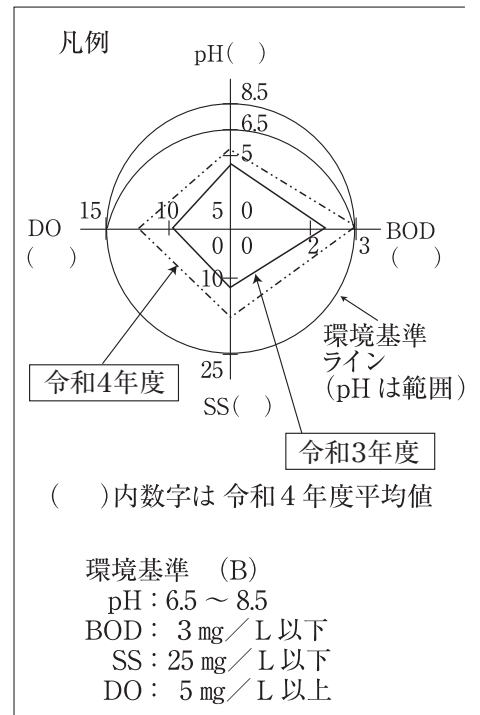 凡例
pH(　)
8.5
6.5
5
15 10 5 0
DO
(　)
BOD
(　)
0 0 2 3
10
環境基準
ライン
(pHは範囲)
25
令和4年度
SS(　)
令和3年度
(　)内数字は 令和４年度平均値
環境基準　(B)
pH：6.5 ～ 8.5
BOD： 3 mg／L 以下
SS：25 mg／L 以下
DO： 5 mg／L 以上